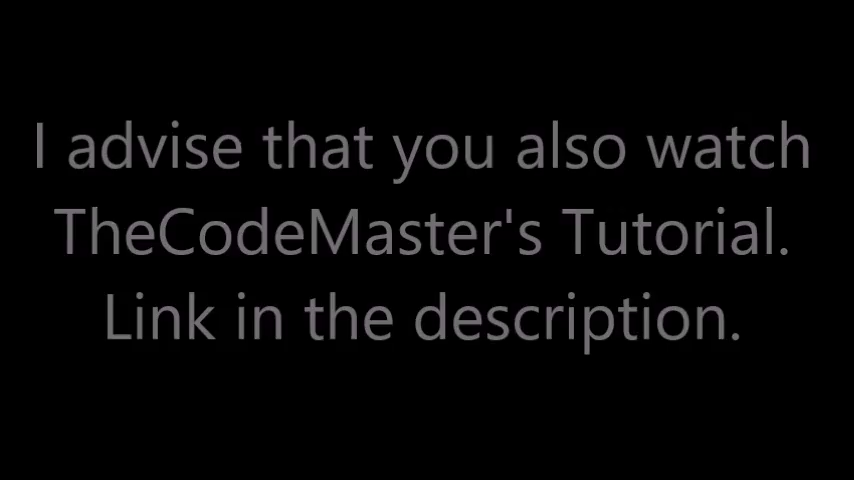 I advise that you also watch
TheCodeMaster's Tutorial.
Link in the description.